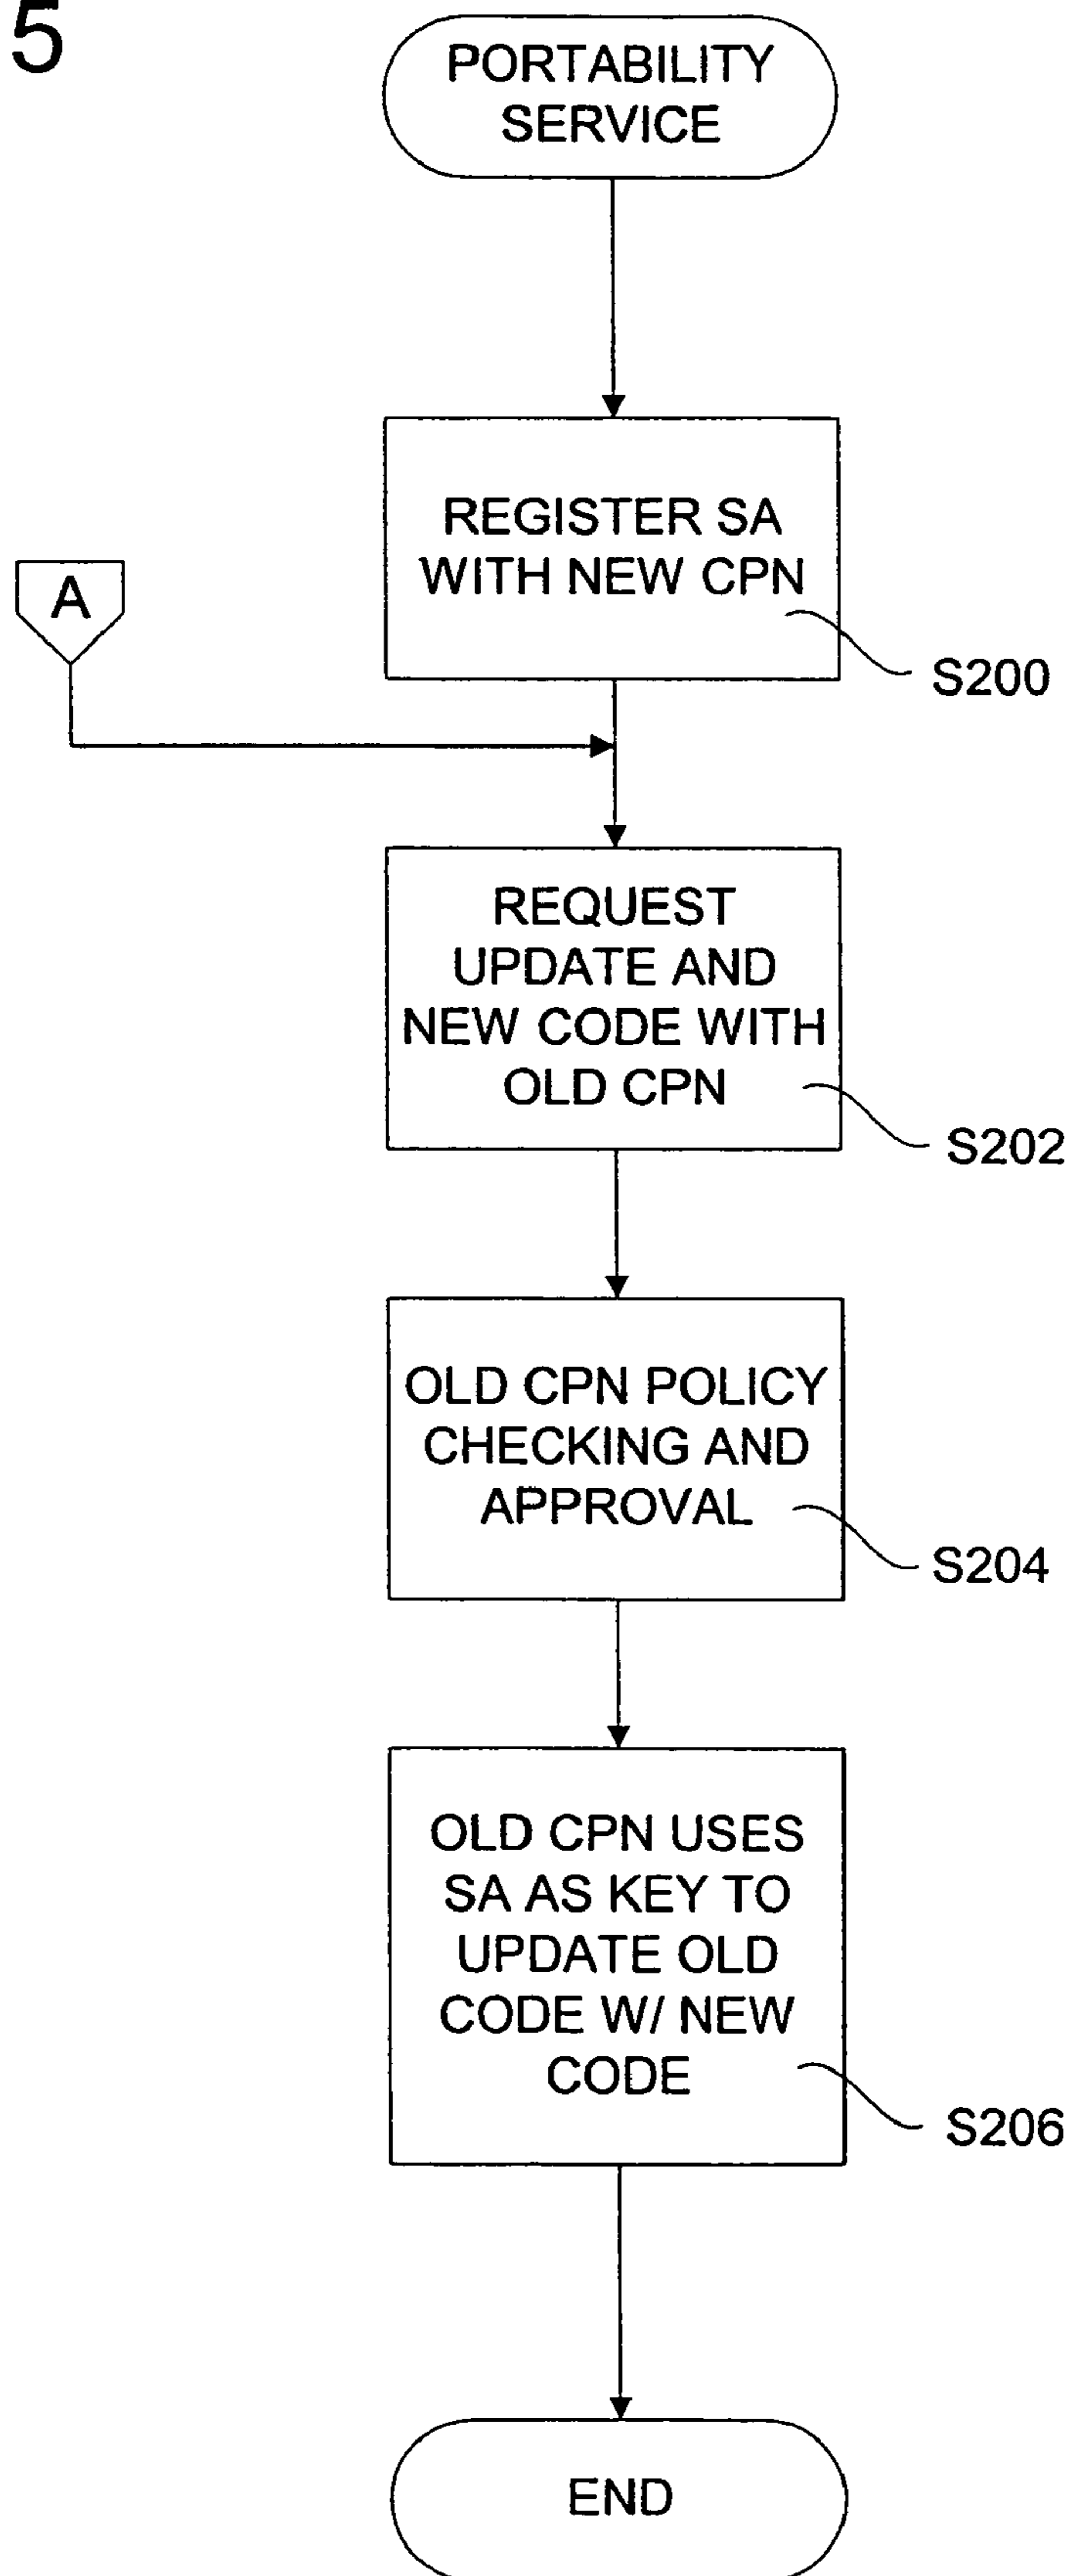 5
PORTABILITY
SERVICE
REGISTER SA
WITH NEW CPN
S200
A
REQUEST
UPDATE AND
NEW CODE WITH
OLD CPN
S202
OLD CPN POLICY
CHECKING AND
APPROVAL
S204
OLD CPN USES
SA AS KEY TO
UPDATE OLD
CODE W/ NEW
CODE
S206
END